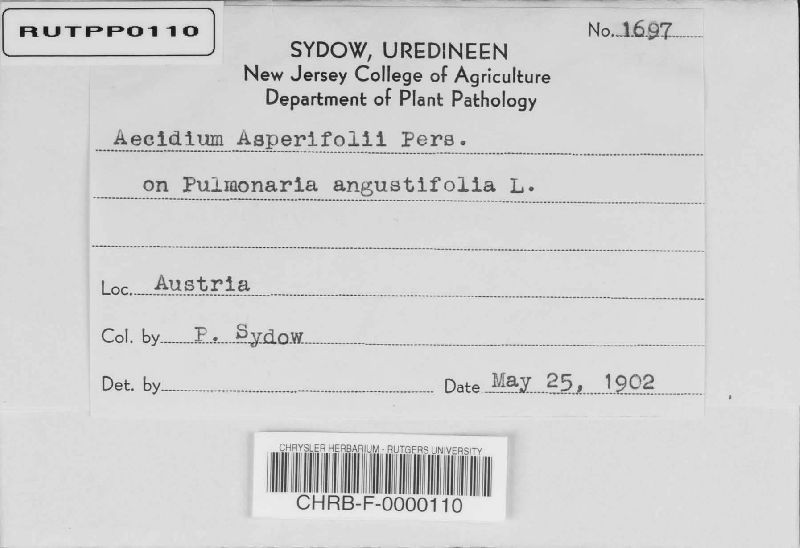 RUTPP0110
No. 1697
SYDOW, UREDINEEN
New Jersey College of Agriculture
Department of Plant Pathology
Aecidium Asperifolii Pers.
on Pulmonaria angustifolia L.
Loc. Austria
Col. by P. Sydow
Det. by
Date May 25, 1902
CHRYSLER HERBARIUM - RUTGERS UNIVERSITY
CHRB-F-0000110